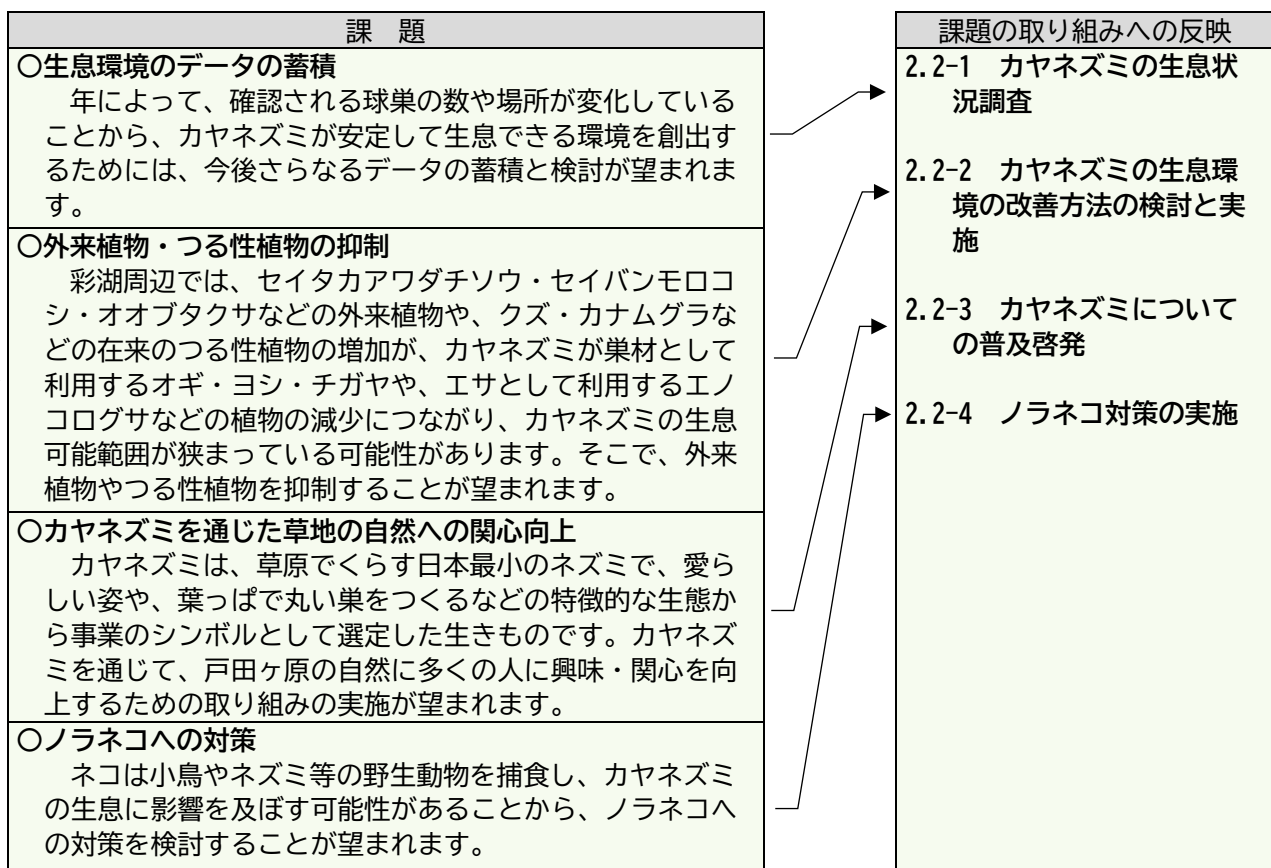 課　題
〇生息環境のデータの蓄積
年によって、確認される球巣の数や場所が変化している
ことから、カヤネズミが安定して生息できる環境を創出す
るためには、今後さらなるデータの蓄積と検討が望まれま
す。
〇外来植物・つる性植物の抑制
彩湖周辺では、セイタカアワダチソウ・セイバンモロコ
シ・オオブタクサなどの外来植物や、クズ・カナムグラな
どの在来のつる性植物の増加が、カヤネズミが巣材として
利用するオギ・ヨシ・チガヤや、エサとして利用するエノ
コログサなどの植物の減少につながり、カヤネズミの生息
可能範囲が狭まっている可能性があります。そこで、外来
植物やつる性植物を抑制することが望まれます。
〇カヤネズミを通じた草地の自然への関心向上
カヤネズミは、草原でくらす日本最小のネズミで、愛ら
しい姿や、葉っぱで丸い巣をつくるなどの特徴的な生態か
ら事業のシンボルとして選定した生きものです。カヤネズ
ミを通じて、戸田ヶ原の自然に多くの人に興味・関心を向
上するための取り組みの実施が望まれます。
〇ノラネコへの対策
ネコは小鳥やネズミ等の野生動物を捕食し、カヤネズミ
の生息に影響を及ぼす可能性があることから、ノラネコへ
の対策を検討することが望まれます。
課題の取り組みへの反映
2.2-1　カヤネズミの生息状
況調査
2.2-2　カヤネズミの生息環
境の改善方法の検討と実
施
2.2-3　カヤネズミについて
の普及啓発
2.2-4　ノラネコ対策の実施